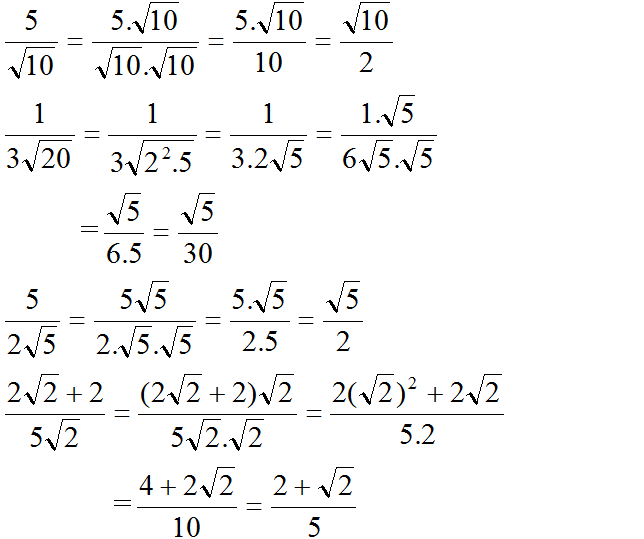 5/√10 = 5.√10/√10.√10 = 5.√10/10 = √10/2
1/3√20 = 1/3√2².5 = 1/3.2√5 = 1.√5/6√5.√5
= √5/6.5 = √5/30
5/2√5 = 5√5/2.√5.√5 = 5.√5/2.5 = √5/2
2√2 + 2/5√2 = (2√2 + 2)√2/5√2.√2 = 2(√2)² + 2√2/5.2
= 4 + 2√2/10 = 2 + √2/5